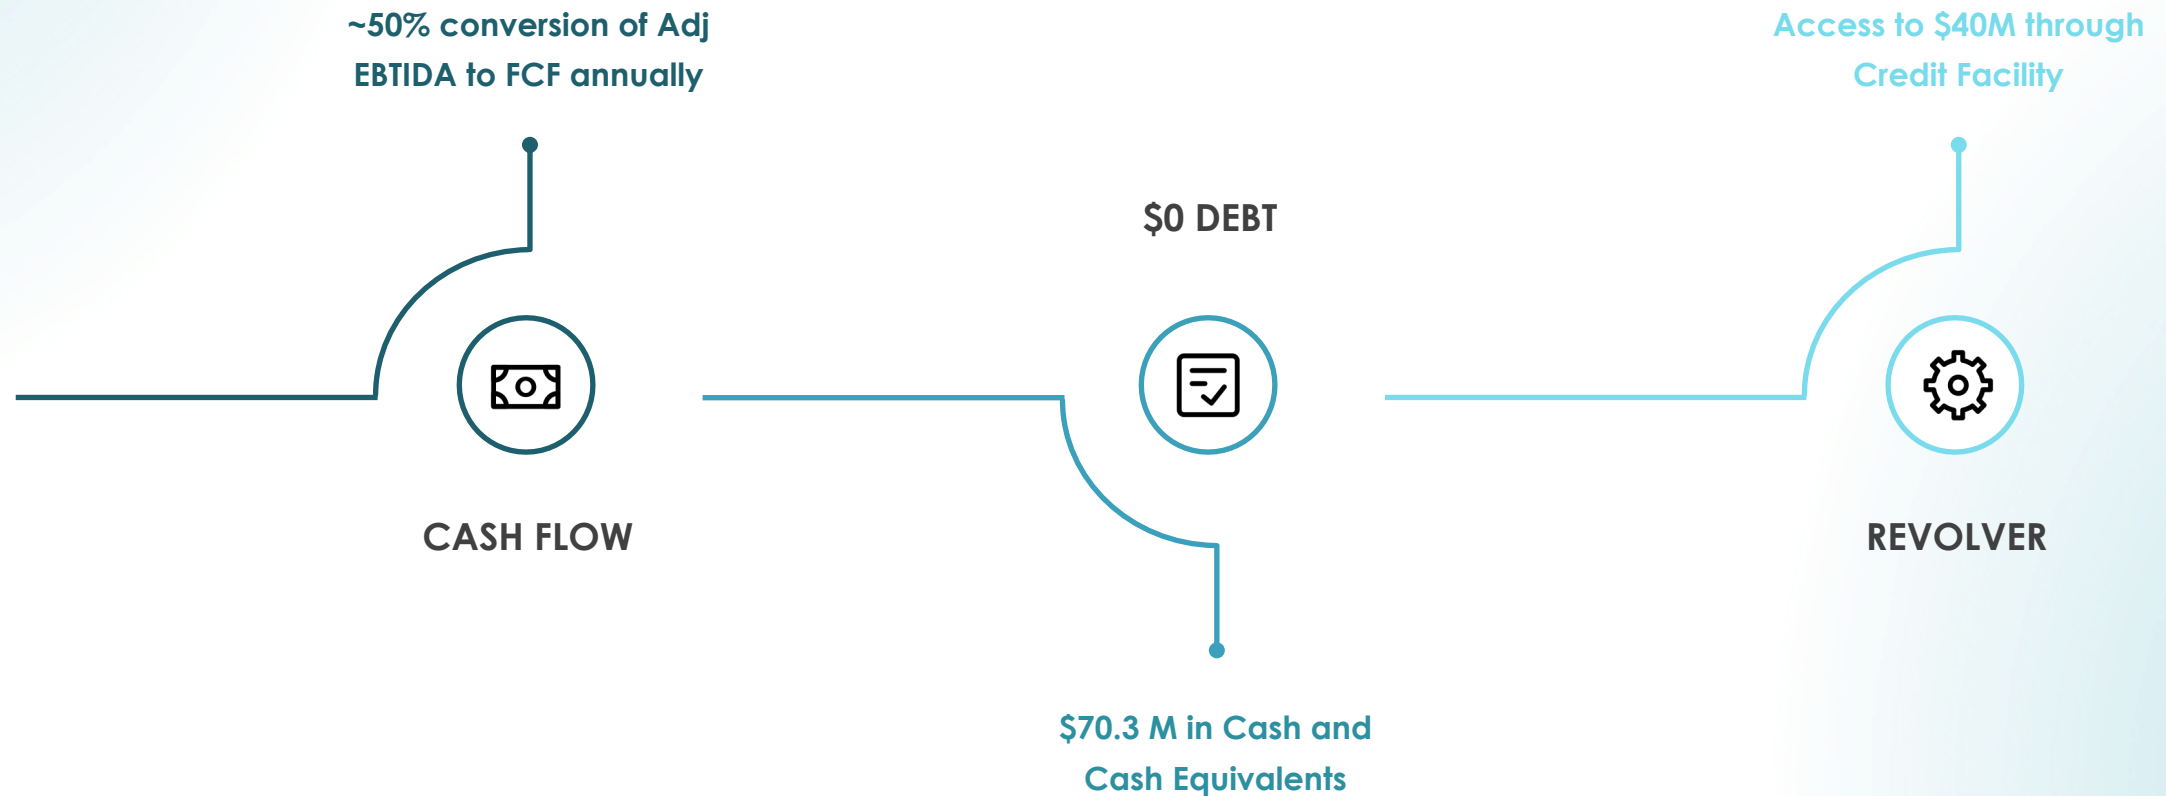 ~50% conversion of Adj
EBTIDA to FCF annually
CASH FLOW
$0 DEBT
$70.3 M in Cash and
Cash Equivalents
Access to $40M through
Credit Facility
REVOLVER